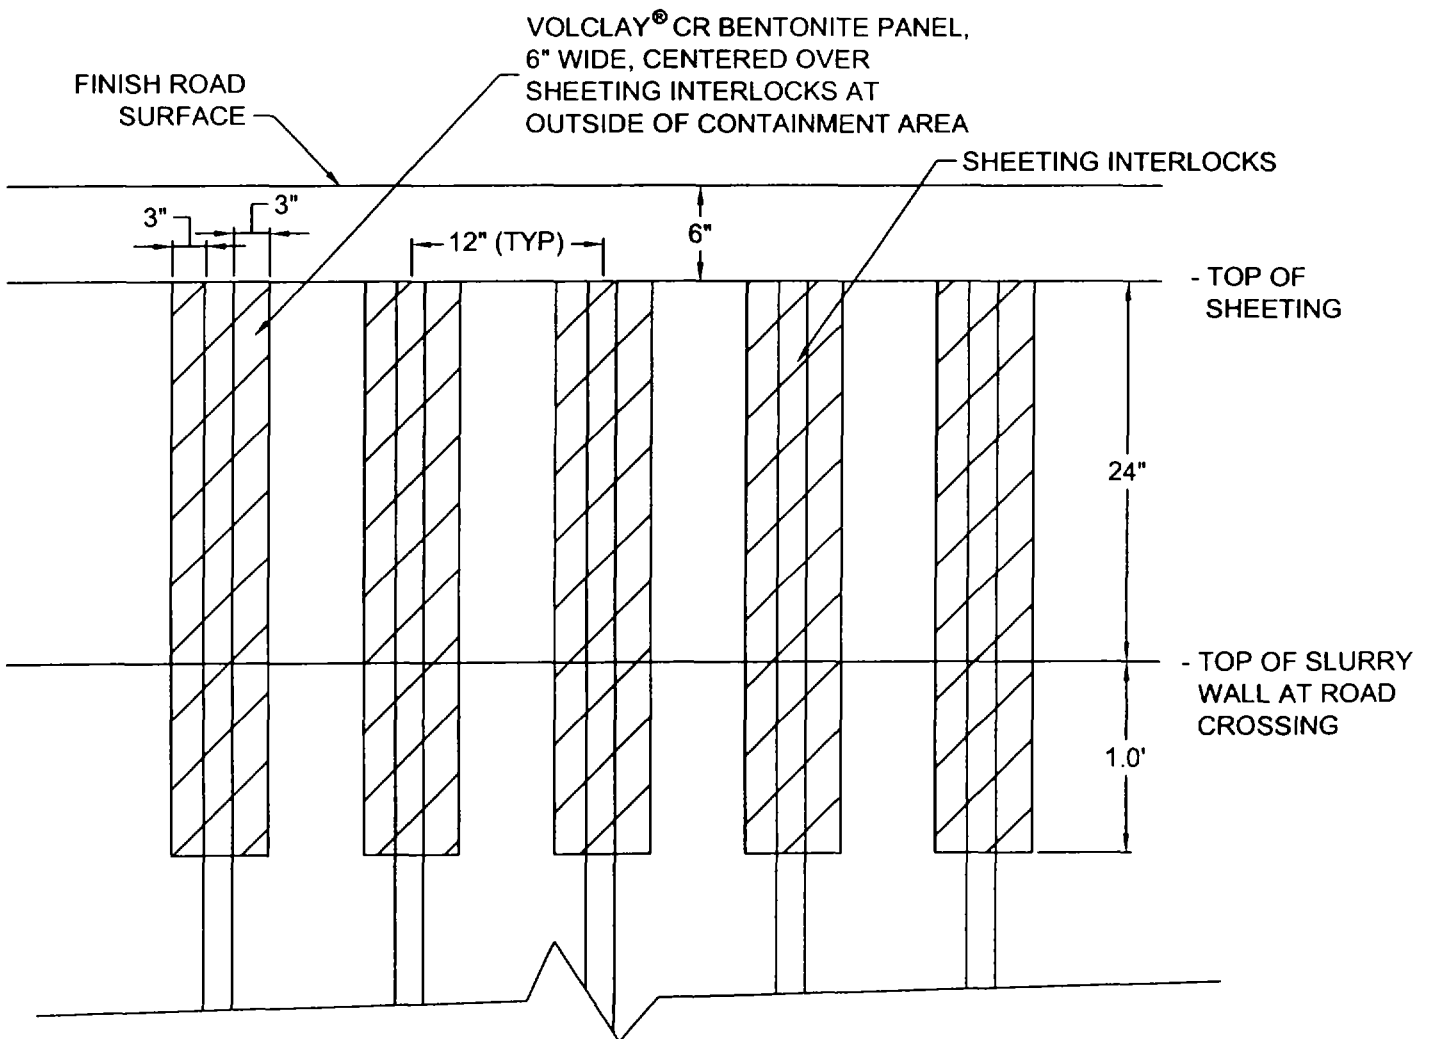 VOLCLAY® CR BENTONITE PANEL,
6" WIDE, CENTERED OVER
SHEETING INTERLOCKS AT
OUTSIDE OF CONTAINMENT AREA
FINISH ROAD
SURFACE
SHEETING INTERLOCKS
3"
3"
12" (TYP)
6"
- TOP OF
SHEETING
24"
- TOP OF SLURRY
WALL AT ROAD
CROSSING
1.0'